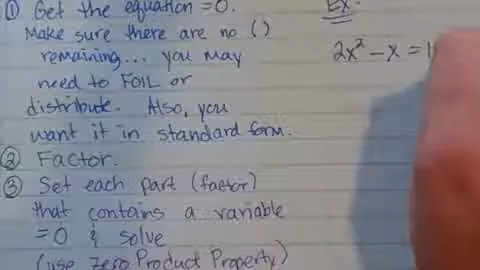 ① Get the equation = 0.
Make sure there are no ()
remaining... you may
need to FOIL or
distribute. Also, you
want it in standard form.
② Factor.
③ Set each part (factor)
that contains a variable
= 0 & solve
(use Zero Product Property)
Ex:
2x² - x = 1